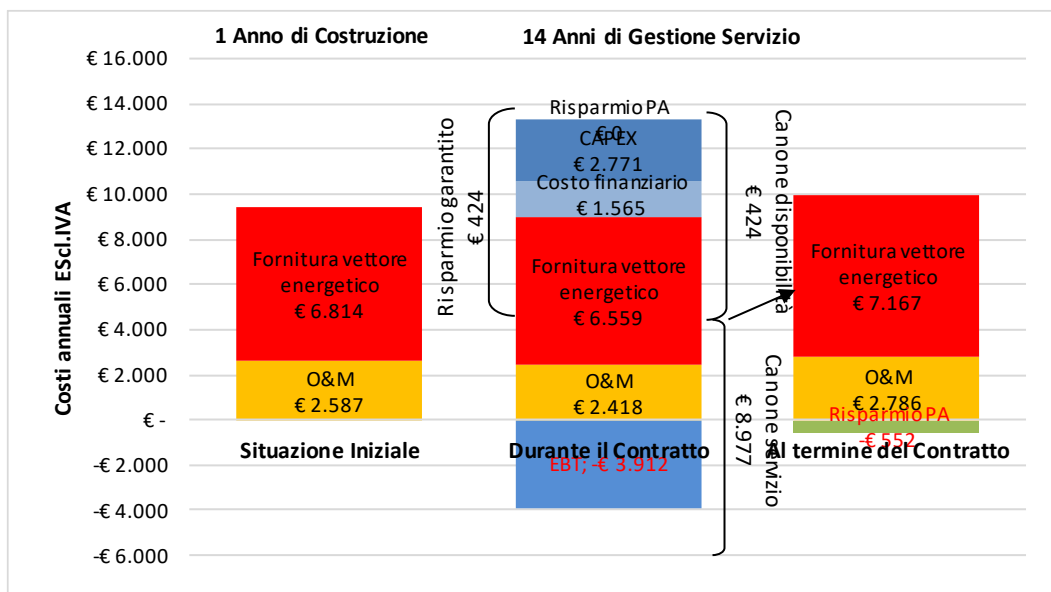 1 Anno di Costruzione
14 Anni di Gestione Servizio
Costi annuali EScl.IVA
€ 16.000
€ 14.000
€ 12.000
€ 10.000
€ 8.000
€ 6.000
€ 4.000
€ 2.000
€ -
-€ 2.000
-€ 4.000
-€ 6.000
Fornitura vettore
energetico
€ 6.814
O&M
€ 2.587
Situazione Iniziale
Risparmio garantito
€ 424
Risparmio PA
€ 0
CAPEX
€ 2.771
Costo finanziario
€ 1.565
Fornitura vettore
energetico
€ 6.559
O&M
€ 2.418
Durante il Contratto
EBT; -€ 3.912
Canone disponibilità
€ 424
Canone servizio
€ 8.977
Fornitura vettore
energetico
€ 7.167
O&M
€ 2.786
Risparmio PA
-€ 552
Al termine del Contratto